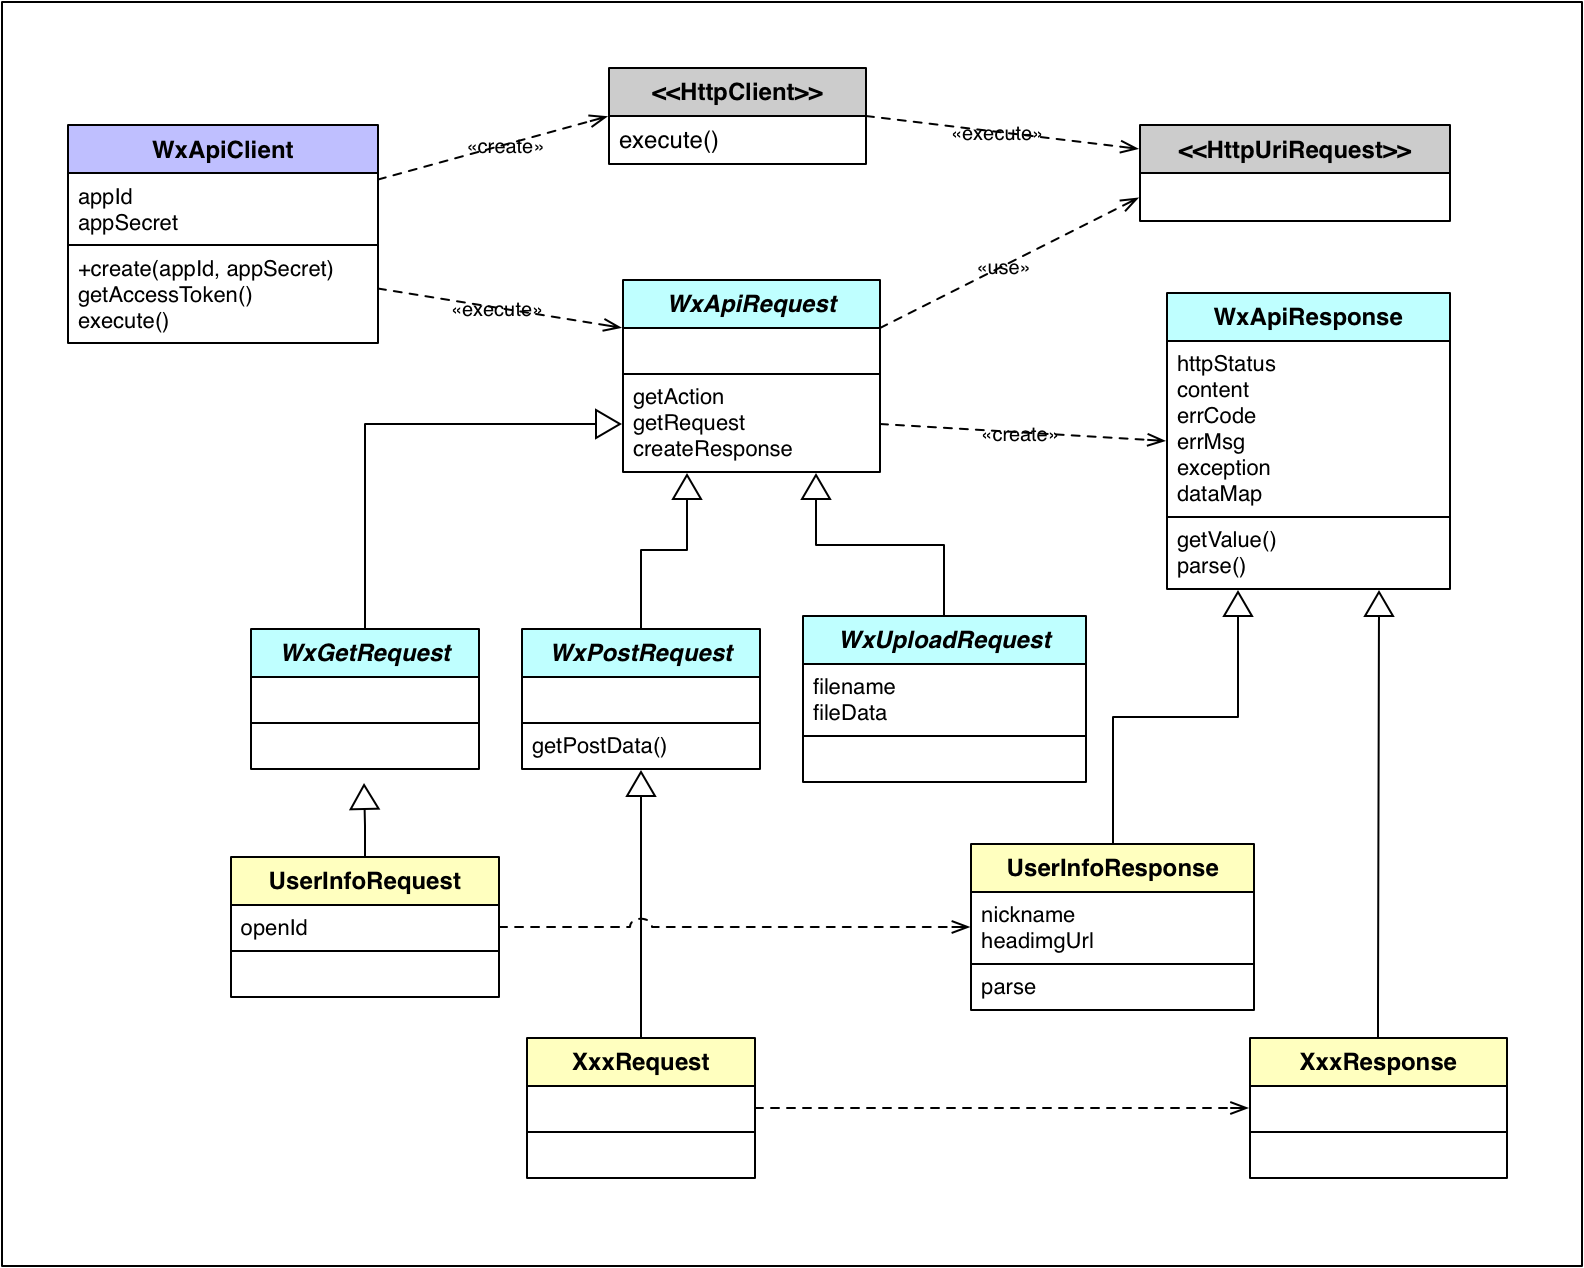 <<HttpClient>>
execute()
WxApiClient
appId
appSecret
+create(appId, appSecret)
getAccessToken()
execute()
«create»
«execute»
<<HttpUriRequest>>
«execute»
WxApiRequest
getAction
getRequest
createResponse
«use»
«create»
WxApiResponse
httpStatus
content
errCode
errMsg
exception
dataMap
getValue()
parse()
WxGetRequest
WxPostRequest
getPostData()
WxUploadRequest
filename
fileData
UserInfoRequest
openId
UserInfoResponse
nickname
headimgUrl
parse
XxxRequest
XxxResponse